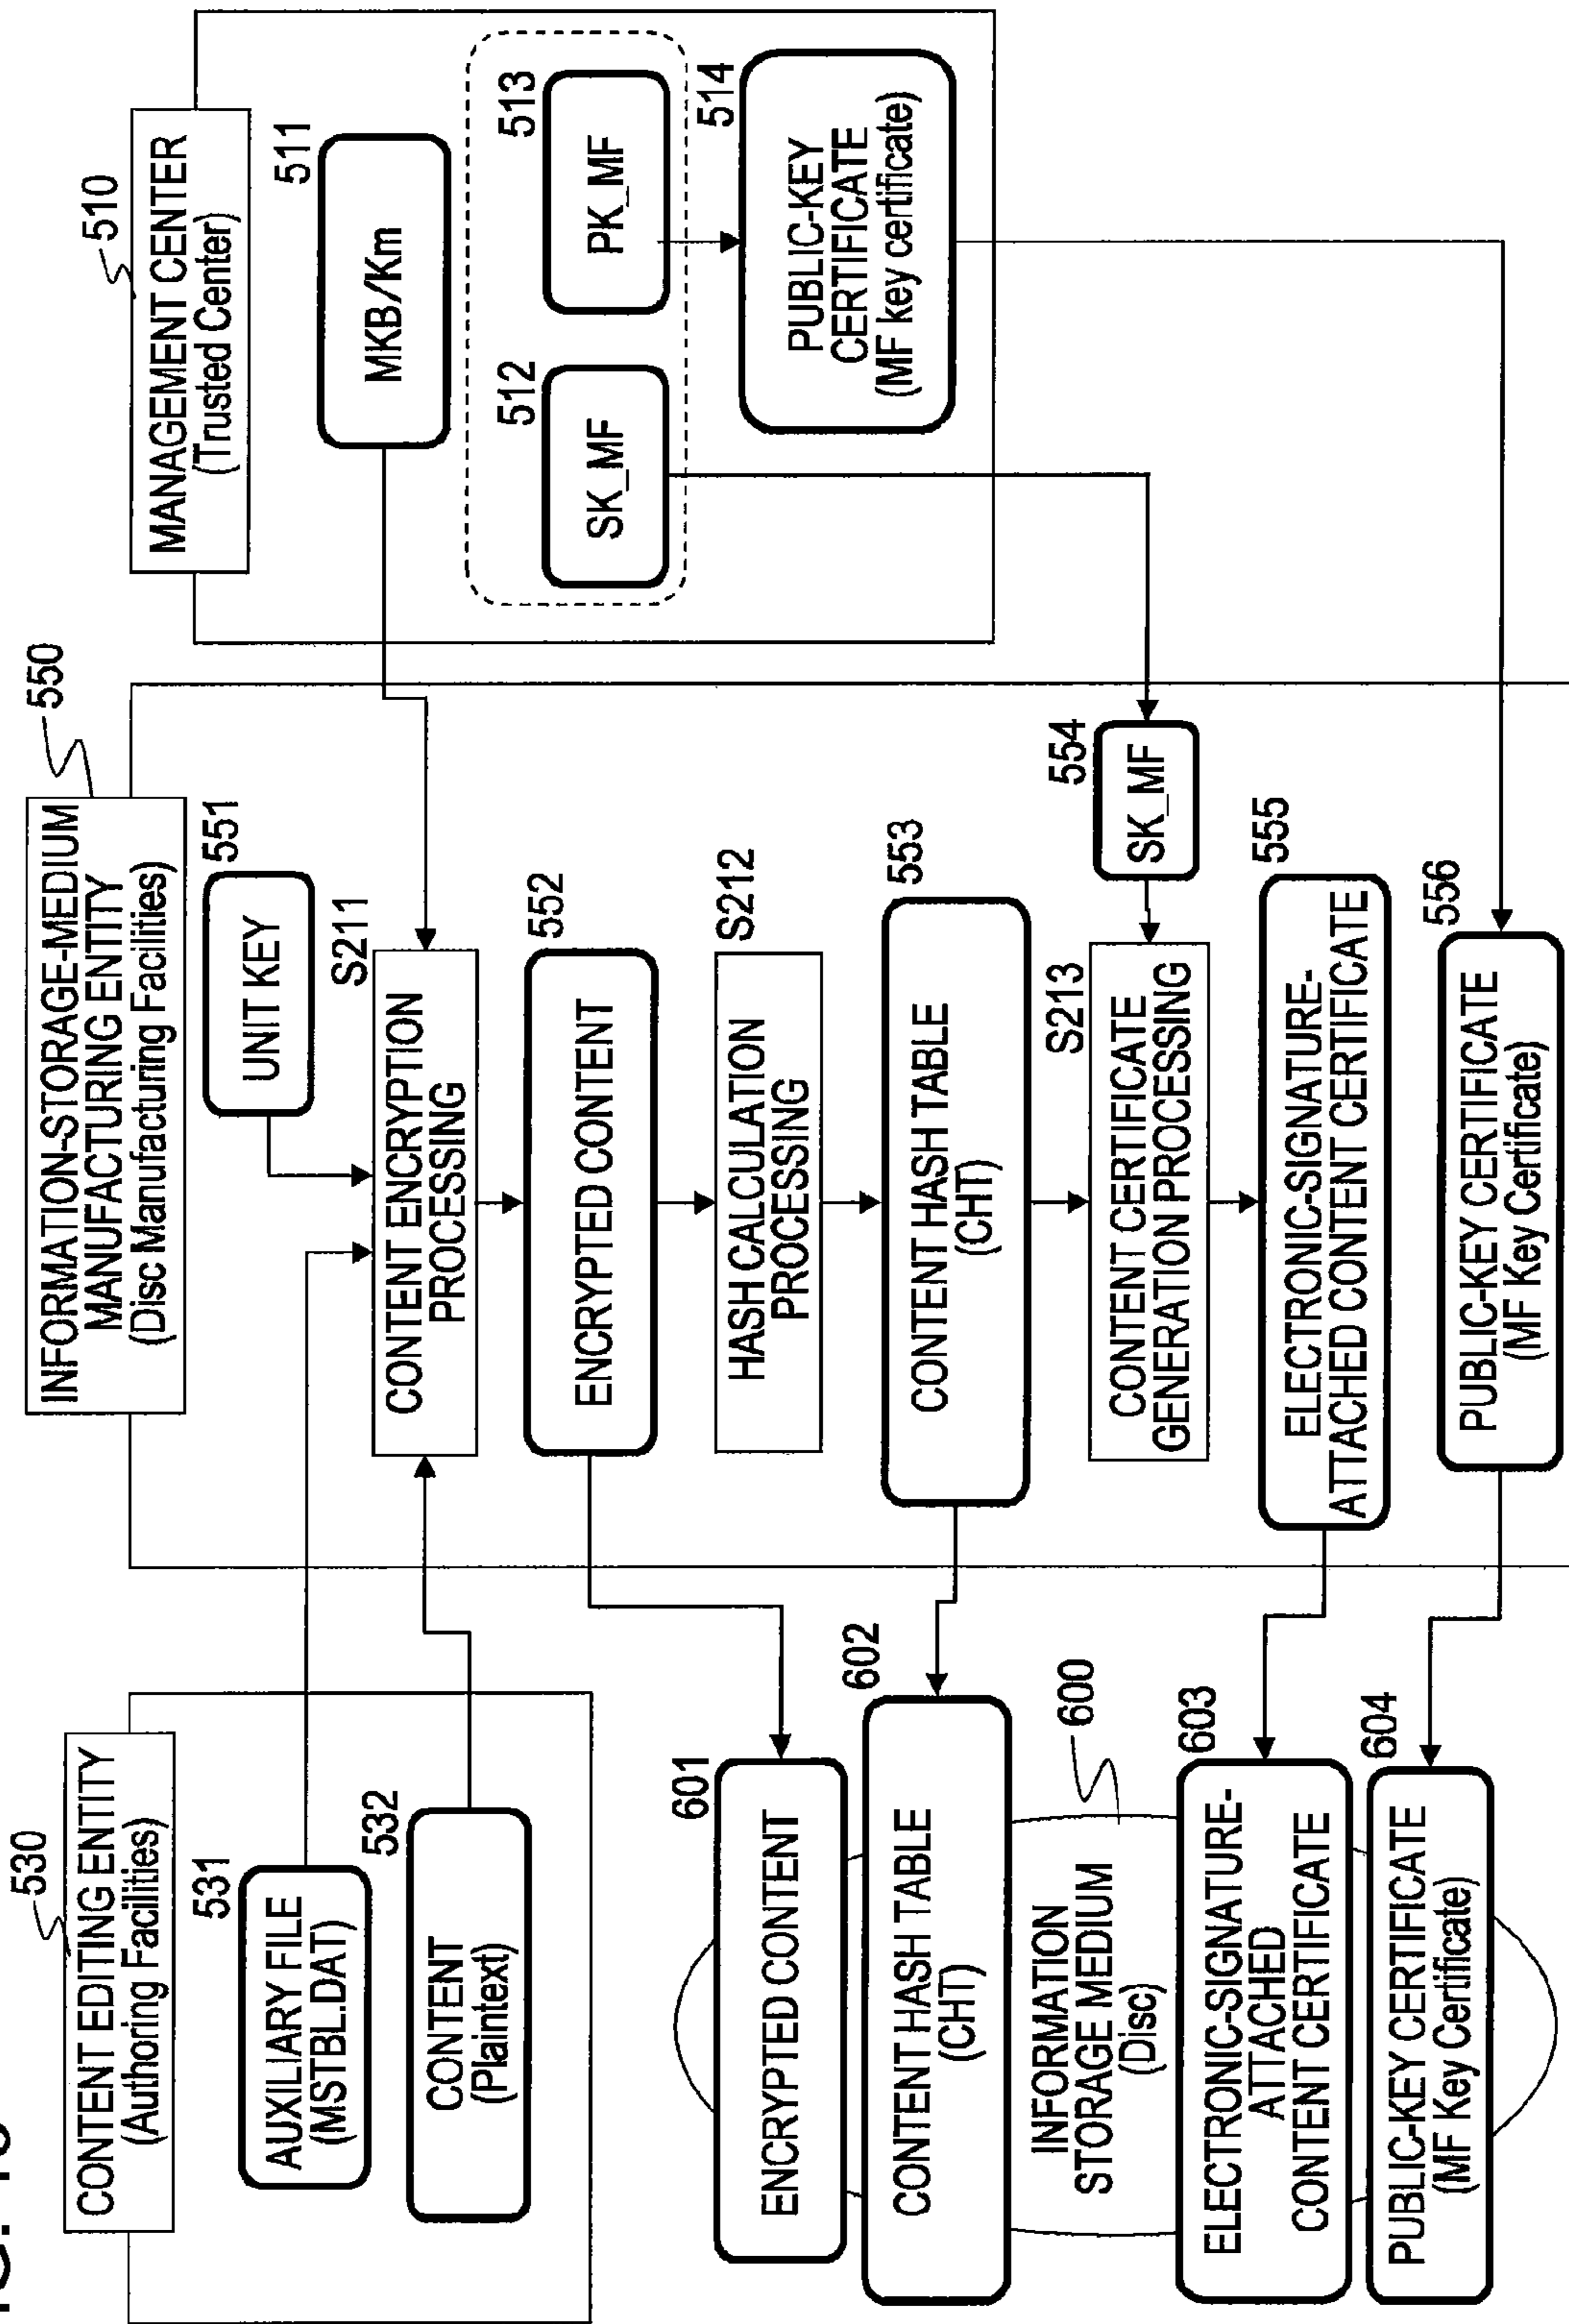 530
CONTENT EDITING ENTITY
(Authoring Facilities)
531
AUXILIARY FILE
(MSTBLDAT)
532
CONTENT
(Plaintext)
601
ENCRYPTED CONTENT
602
CONTENT HASH TABLE
(CHT)
600
INFORMATION
STORAGE MEDIUM
(Disc)
603
ELECTRONIC-SIGNATURE-
ATTACHED
CONTENT CERTIFICATE
604
PUBLIC-KEY CERTIFICATE
(MF Key Certificate)
550
INFORMATION-STORAGE-MEDIUM
MANUFACTURING ENTITY
(Disc Manufacturing Facilities)
551
UNIT KEY
S211
CONTENT ENCRYPTION
PROCESSING
552
ENCRYPTED CONTENT
S212
HASH CALCULATION
PROCESSING
553
CONTENT HASH TABLE
(CHT)
554
SK_MF
S213
CONTENT CERTIFICATE
GENERATION PROCESSING
555
ELECTRONIC-SIGNATURE-
ATTACHED CONTENT CERTIFICATE
556
PUBLIC-KEY CERTIFICATE
(MF Key Certificate)
510
MANAGEMENT CENTER
(Trusted Center)
511
MKB/Km
512
SK_MF
513
PK_MF
514
PUBLIC-KEY
CERTIFICATE
(MF key certificate)